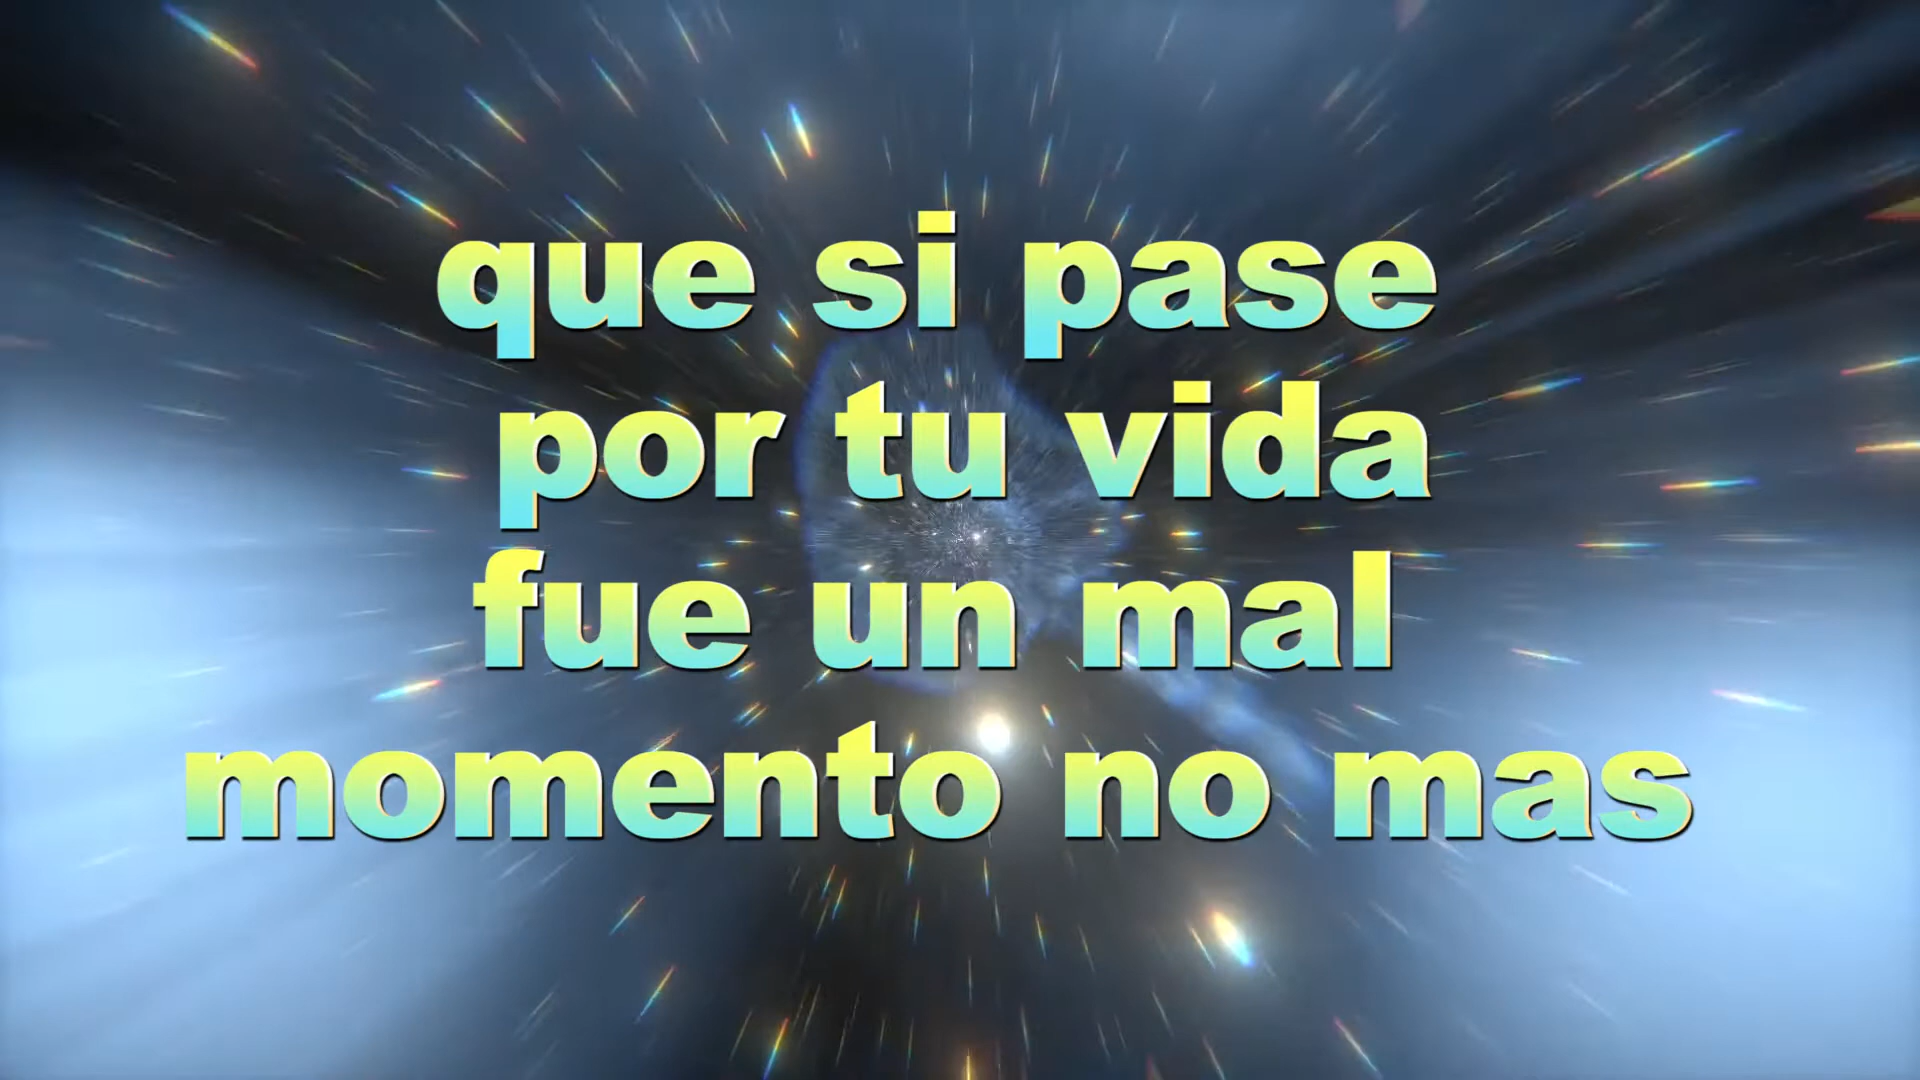 que si pase
por tu vida
fue un mal
momento no mas